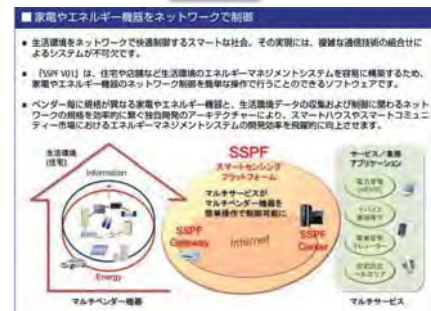 ■ 家電やエネルギー機器をネットワークで制御
● 生活環境をネットワークで快適制御するスマートな社会、その実現には、複雑な通信技術の組合せに
よるシステムが不可欠です。
● 「SSPF V01」は、住宅や店舗など生活環境のエネルギーマネジメントシステムを容易に構築するため、
家電やエネルギー機器のネットワーク制御を簡単な操作で行うことのできるソフトウェアです。
● ベンダー毎に規格が異なる家電やエネルギー機器と、生活環境データの収集および制御に関わるネット
ワークの規格を効率的に繋ぐ独自開発のアーキテクチャにより、スマートハウスやスマートコミュニ
ティー市場におけるエネルギーマネジメントシステムの開発効率を飛躍的に向上させます。
生活環境
(住宅)
Information
Energy
マルチベンダー機器
SSPF
スマートセンシング
プラットフォーム
マルチサービスが
マルチベンダー機器を
簡単操作で制御可能に
SSPF
Gateway
Internet
SSPF
Center
サービス/業務
アプリケーション
マルチサービス